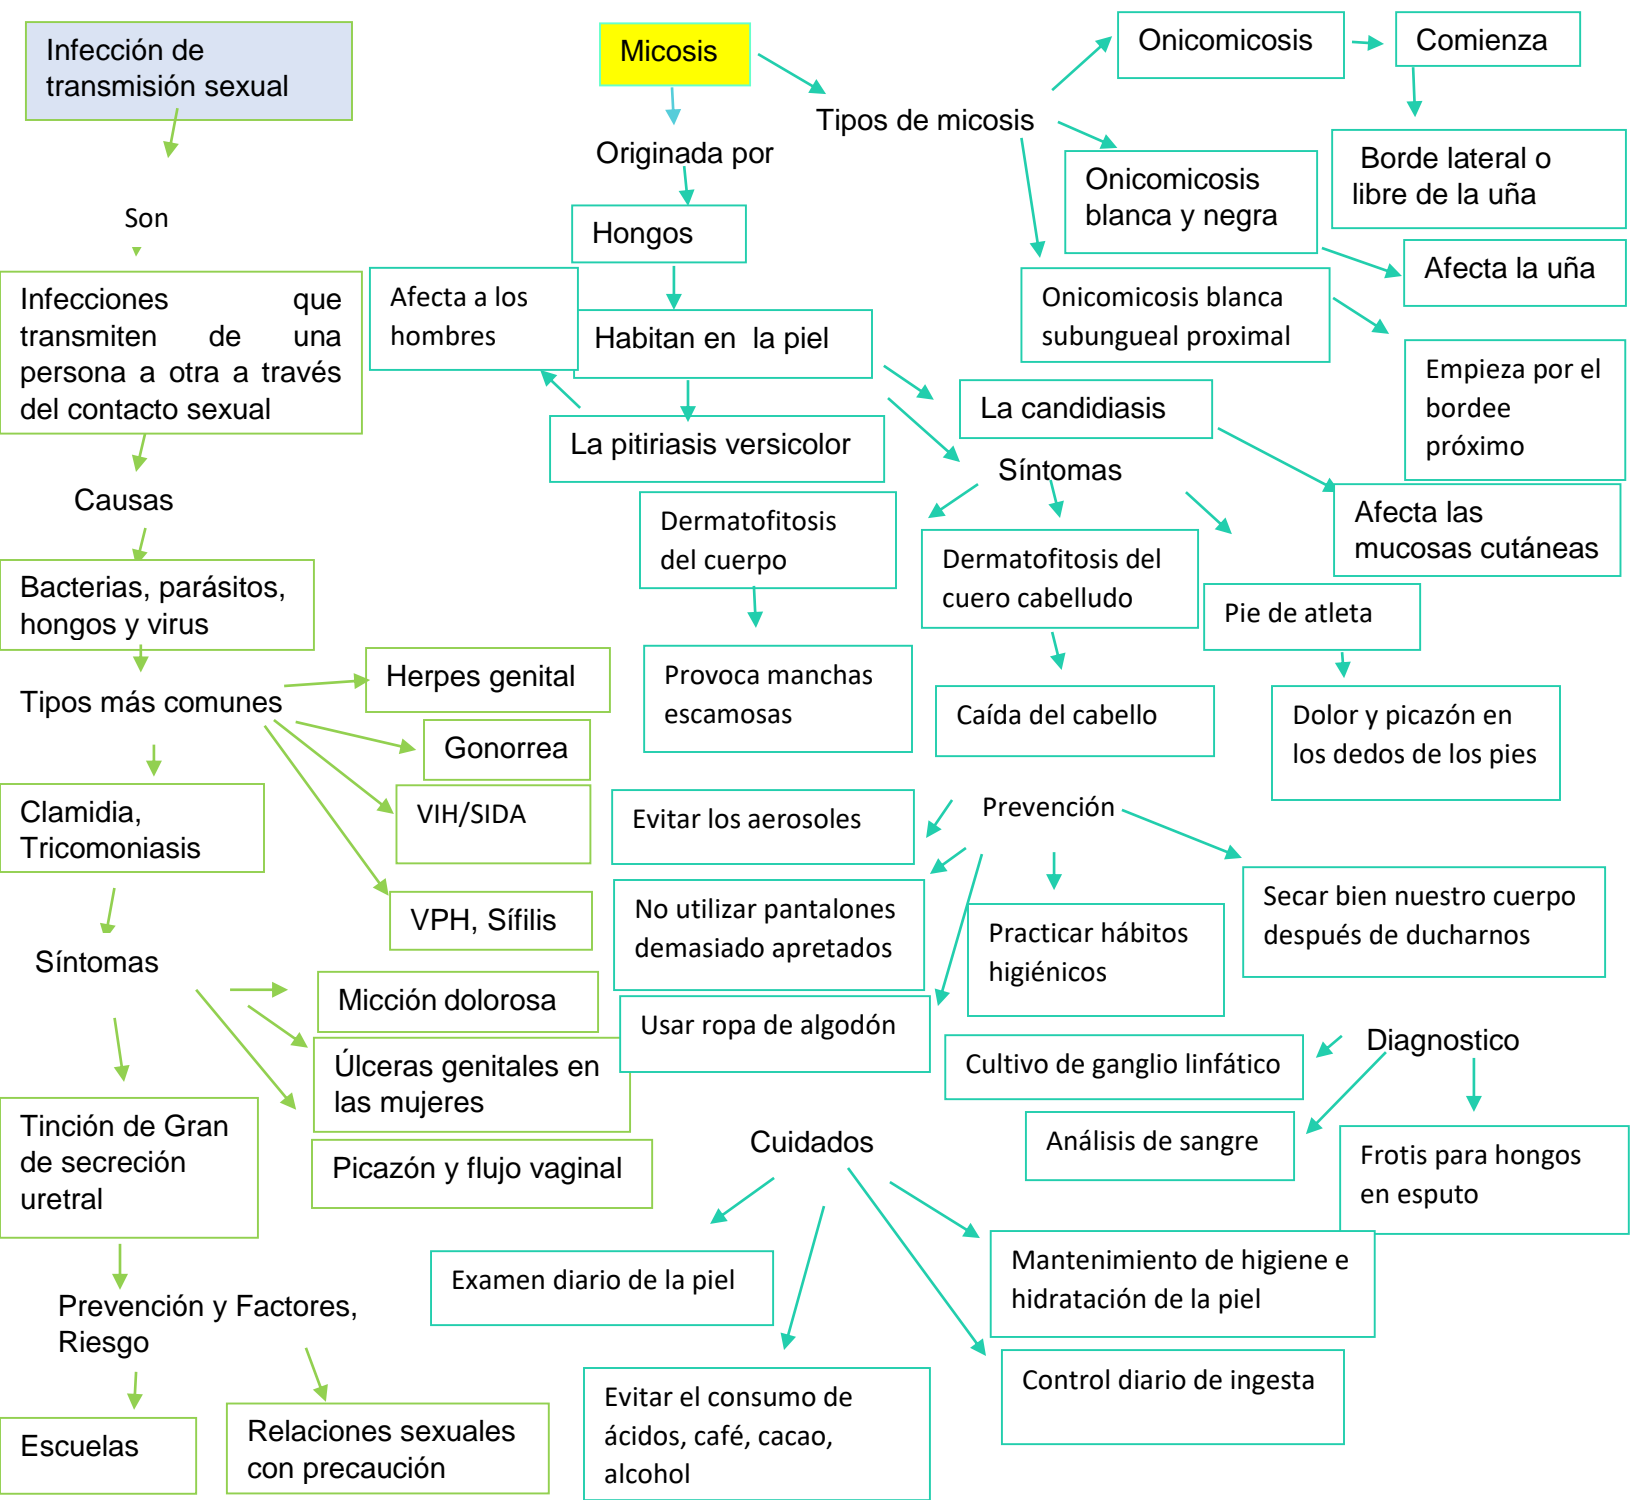 Infección de
transmisión sexual
Son
Infecciones que
transmiten de una
persona a otra a través
del contacto sexual
Causas
Bacterias, parásitos,
hongos y virus
Tipos más comunes
Herpes genital
Gonorrea
VIH/SIDA
VPH, Sífilis
Clamidia,
Tricomoniasis
Síntomas
Micción dolorosa
Úlceras genitales en
las mujeres
Picazón y flujo vaginal
Tinción de Gran
de secreción
uretral
Prevención y Factores,
Riesgo
Escuelas
Relaciones sexuales
con precaución
Micosis
Originada por
Hongos
Habitan en la piel
Afecta a los
hombres
La pitiriasis versicolor
Tipos de micosis
Onicomicosis
Comienza
Borde lateral o
libre de la uña
Onicomicosis
blanca y negra
Afecta la uña
Onicomicosis blanca
subungueal proximal
Empieza por el
bordee
próximo
La candidiasis
Afecta las
mucosas cutáneas
Síntomas
Dermatofitosis
del cuerpo
Provoca manchas
escamosas
Dermatofitosis del
cuero cabelludo
Caída del cabello
Pie de atleta
Dolor y picazón en
los dedos de los pies
Prevención
Evitar los aerosoles
No utilizar pantalones
demasiado apretados
Usar ropa de algodón
Practicar hábitos
higiénicos
Secar bien nuestro cuerpo
después de ducharnos
Diagnostico
Cultivo de ganglio linfático
Análisis de sangre
Frotis para hongos
en esputo
Cuidados
Examen diario de la piel
Evitar el consumo de
ácidos, café, cacao,
alcohol
Mantenimiento de higiene e
hidratación de la piel
Control diario de ingesta